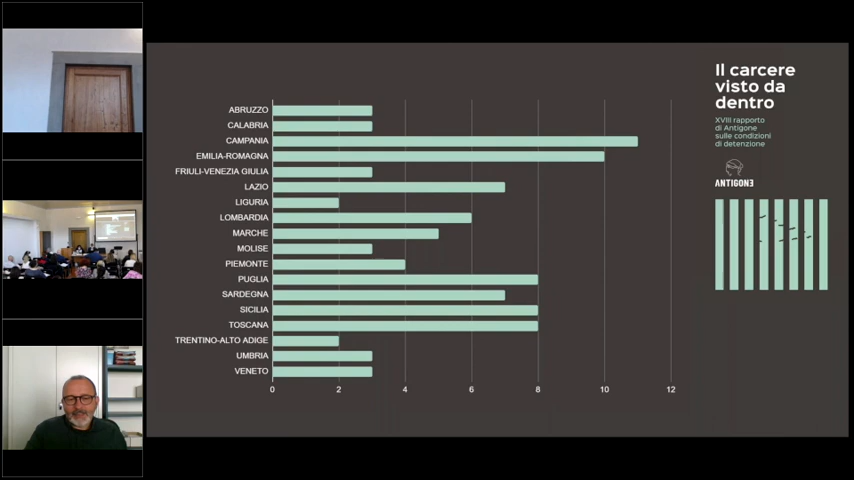 ABRUZZO
CALABRIA
CAMPANIA
EMILIA-ROMAGNA
FRIULI-VENEZIA GIULIA
LAZIO
LIGURIA
LOMBARDIA
MARCHE
MOLISE
PIEMONTE
PUGLIA
SARDEGNA
SICILIA
TOSCANA
TRENTINO-ALTO ADIGE
UMBRIA
VENETO
0 2 4 6 8 10 12
Il carcere
visto da
dentro
XVIII rapporto
di Antigone
sulle condizioni
di detenzione
ANTIGONE